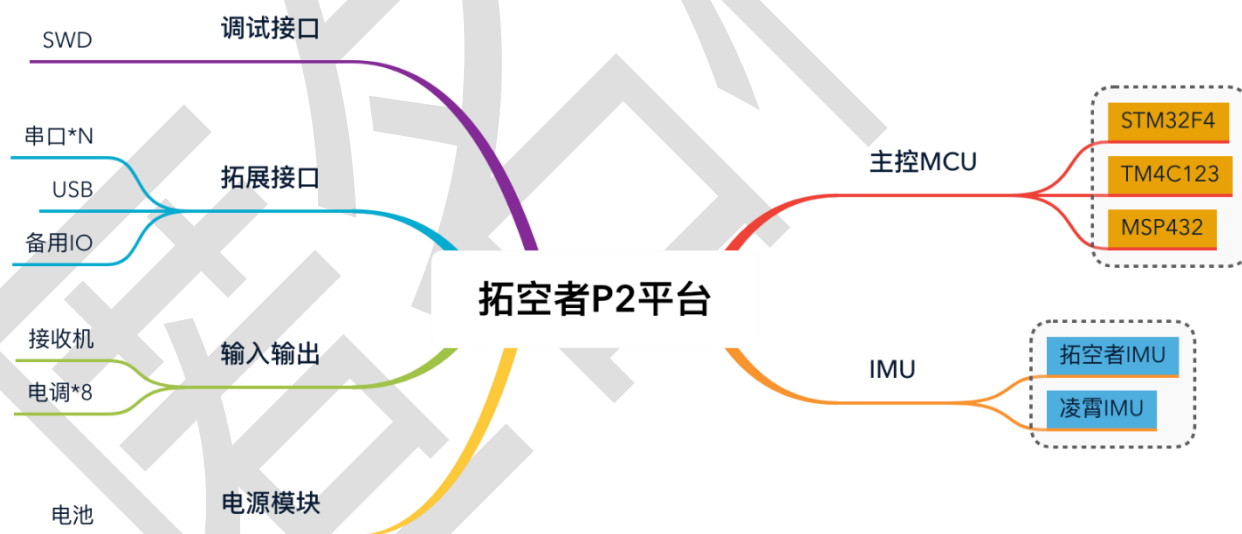 调试接口
SWD
串口*N
拓展接口
USB
备用IO
接收机
输入输出
电调*8
电源模块
电池
拓空者P2平台
主控MCU
STM32F4
TM4C123
MSP432
IMU
拓空者IMU
凌霄IMU